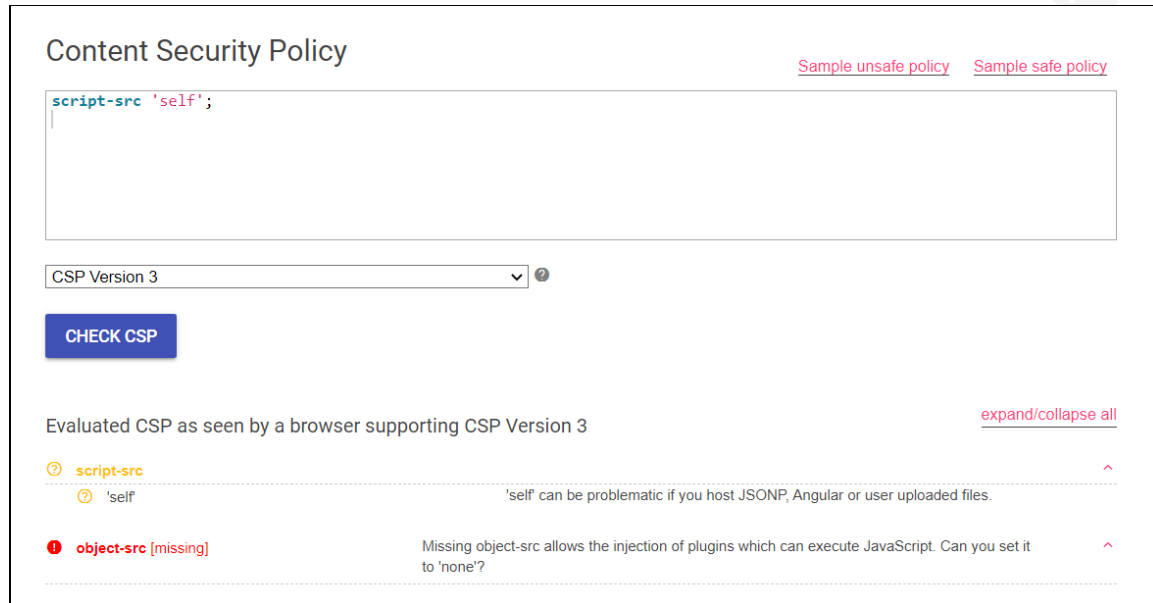 Content Security Policy
Sample unsafe policy Sample safe policy
script-src 'self';
CSP Version 3
CHECK CSP
Evaluated CSP as seen by a browser supporting CSP Version 3
expand/collapse all
script-src
'self' 'self' can be problematic if you host JSONP, Angular or user uploaded files.
object-src [missing] Missing object-src allows the injection of plugins which can execute JavaScript. Can you set it
to 'none'?